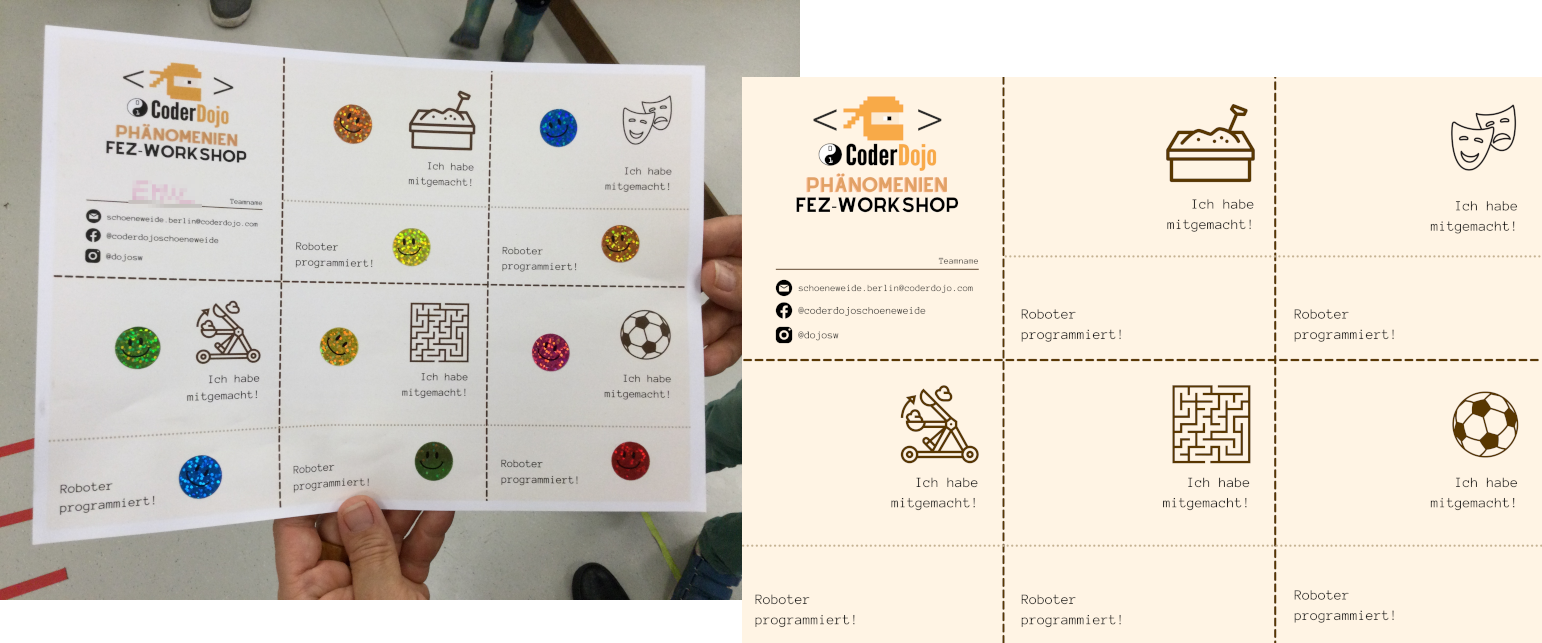 < >
CoderDojo
PHÄNOMENIEN
FEZ-WORKSHOP
Teamname
schoeneweide.berlin@coderdojo.com
@coderdojoschoeneweide
@dojosw
Ich habe
mitgemacht!
Roboter
programmiert!
Ich habe
mitgemacht!
Roboter
programmiert!
Ich habe
mitgemacht!
Roboter
programmiert!
Ich habe
mitgemacht!
Roboter
programmiert!
Ich habe
mitgemacht!
Roboter
programmiert!
< >
CoderDojo
PHÄNOMENIEN
FEZ-WORKSHOP
Teamname
schoeneweide.berlin@coderdojo.com
@coderdojoschoeneweide
@dojosw
Ich habe
mitgemacht!
Roboter
programmiert!
Ich habe
mitgemacht!
Roboter
programmiert!
Ich habe
mitgemacht!
Roboter
programmiert!
Ich habe
mitgemacht!
Roboter
programmiert!
Ich habe
mitgemacht!
Roboter
programmiert!